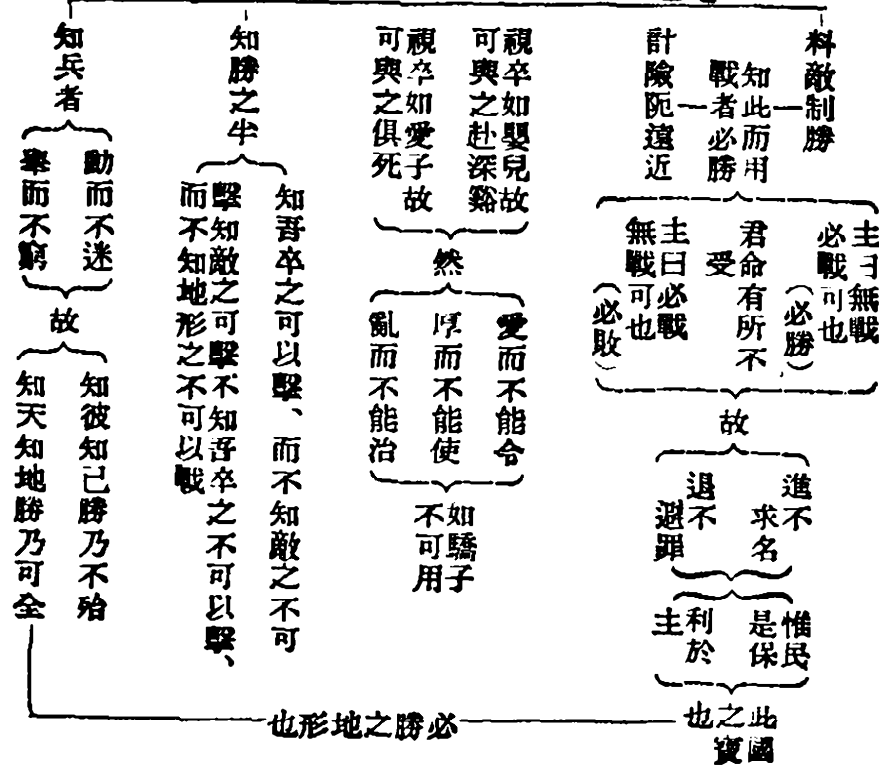 料敵制勝
知此而用
戰者必勝
計險阨遠近
主曰無戰
必戰可也
（必勝）
君命有所不
受
主曰必戰
無戰可也
（必敗）
故
進不
求名
退不
避罪
惟民
是保
利於
主
此國
之寶
也
視卒如嬰兒故
可與之赴深谿
視卒如愛子故
可與之俱死
然
愛而不能令
厚而不能使
亂而不能治
如驕子
不可用
知勝之半
知吾卒之可以擊、而不知敵之不可
擊知敵之可擊不知吾卒之不可以擊、
而不知地形之不可以戰
知兵者
動而不迷
舉而不窮
故
知彼知己勝乃不殆
知天知地勝乃可全
必勝之地形也